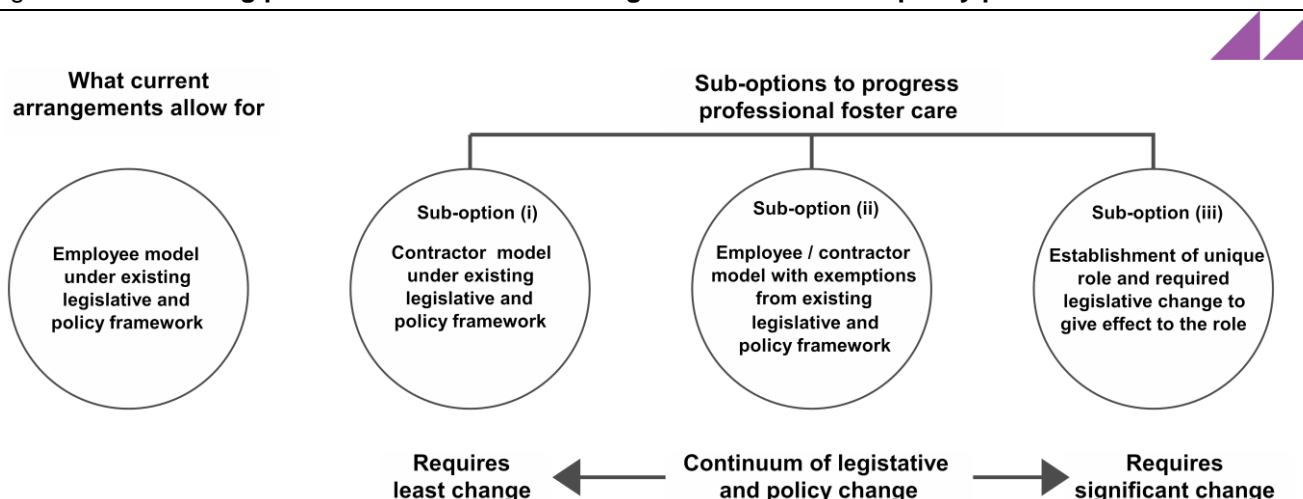 What current
arrangements allow for
Sub-options to progress
professional foster care
Employee model
under existing
legislative and
policy framework
Sub-option (i)
Contractor model
under existing
legislative and
policy framework
Sub-option (ii)
Employee / contractor
model with exemptions
from existing
legislative and
policy framework
Sub-option (iii)
Establishment of unique
role and required
legislative change to
give effect to the role
Requires
least change
Continuum of legistative
and policy change
Requires
significant change